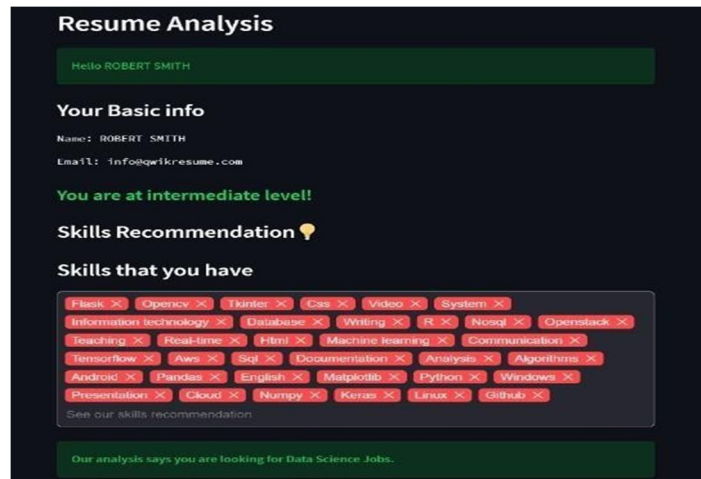 Resume Analysis
Hello ROBERT SMITH
Your Basic info
Name: ROBERT SMITH
Email: info@qwikresume.com
You are at intermediate level!
Skills Recommendation💡
Skills that you have
Flask × Opencv × Tkinter × Css × Video × System ×
Information technology × Database × Writing × R × Nosql × Openstack ×
Teaching × Real-time × Html × Machine learning × Communication ×
Tensorflow × Aws × Sql × Documentation × Analysis × Algorithms ×
Android × Pandas × English × Matplotlib × Python × Windows ×
Presentation × Cloud × Numpy × Keras × Linux × Github ×
See our skills recommendation
Our analysis says you are looking for Data Science Jobs.